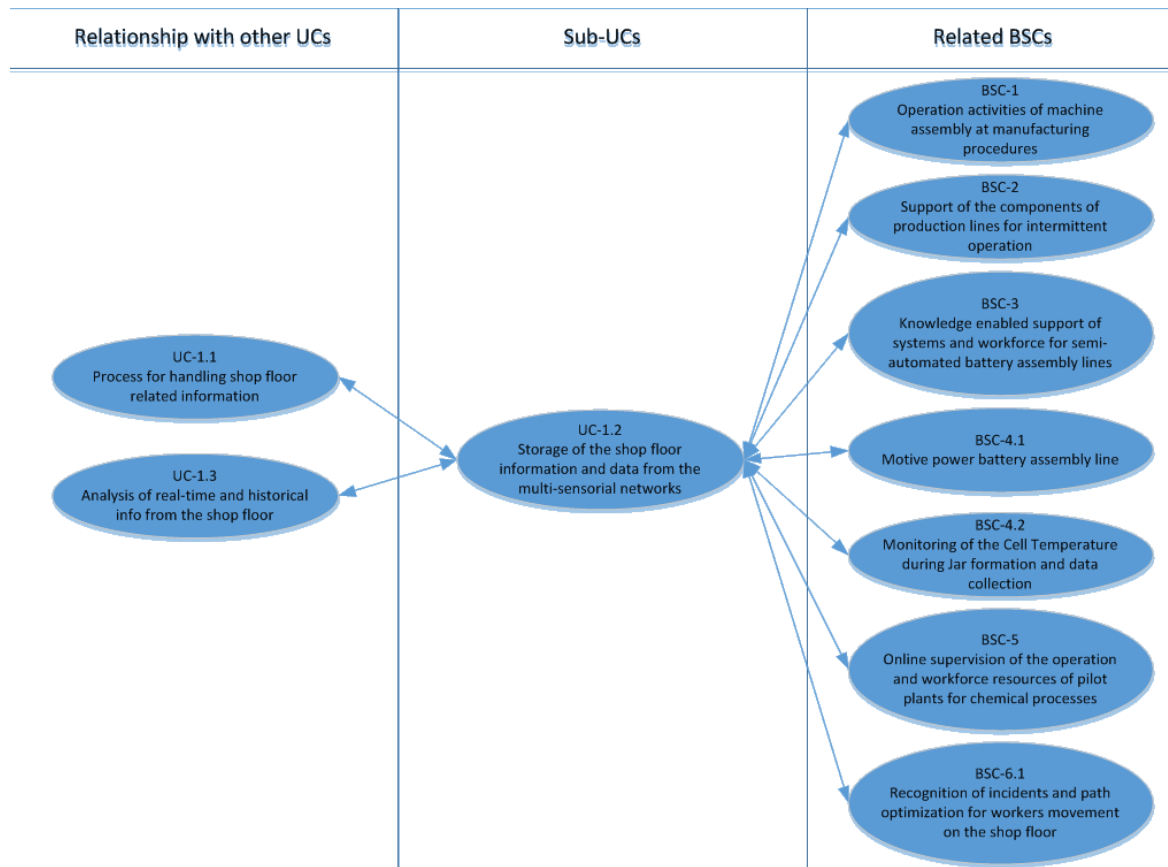 Relationship with other UCs
Sub-UCs
Related BSCs
UC-1.1
Process for handling shop floor
related information
UC-1.3
Analysis of real-time and historical
info from the shop floor
UC-1.2
Storage of the shop floor
information and data from the
multi-sensorial networks
BSC-1
Operation activities of machine
assembly at manufacturing
procedures
BSC-2
Support of the components of
production lines for intermittent
operation
BSC-3
Knowledge enabled support of
systems and workforce for semi-
automated battery assembly lines
BSC-4.1
Motive power battery assembly line
BSC-4.2
Monitoring of the Cell Temperature
during Jar formation and data
collection
BSC-5
Online supervision of the operation
and workforce resources of pilot
plants for chemical processes
BSC-6.1
Recognition of incidents and path
optimization for workers movement
on the shop floor